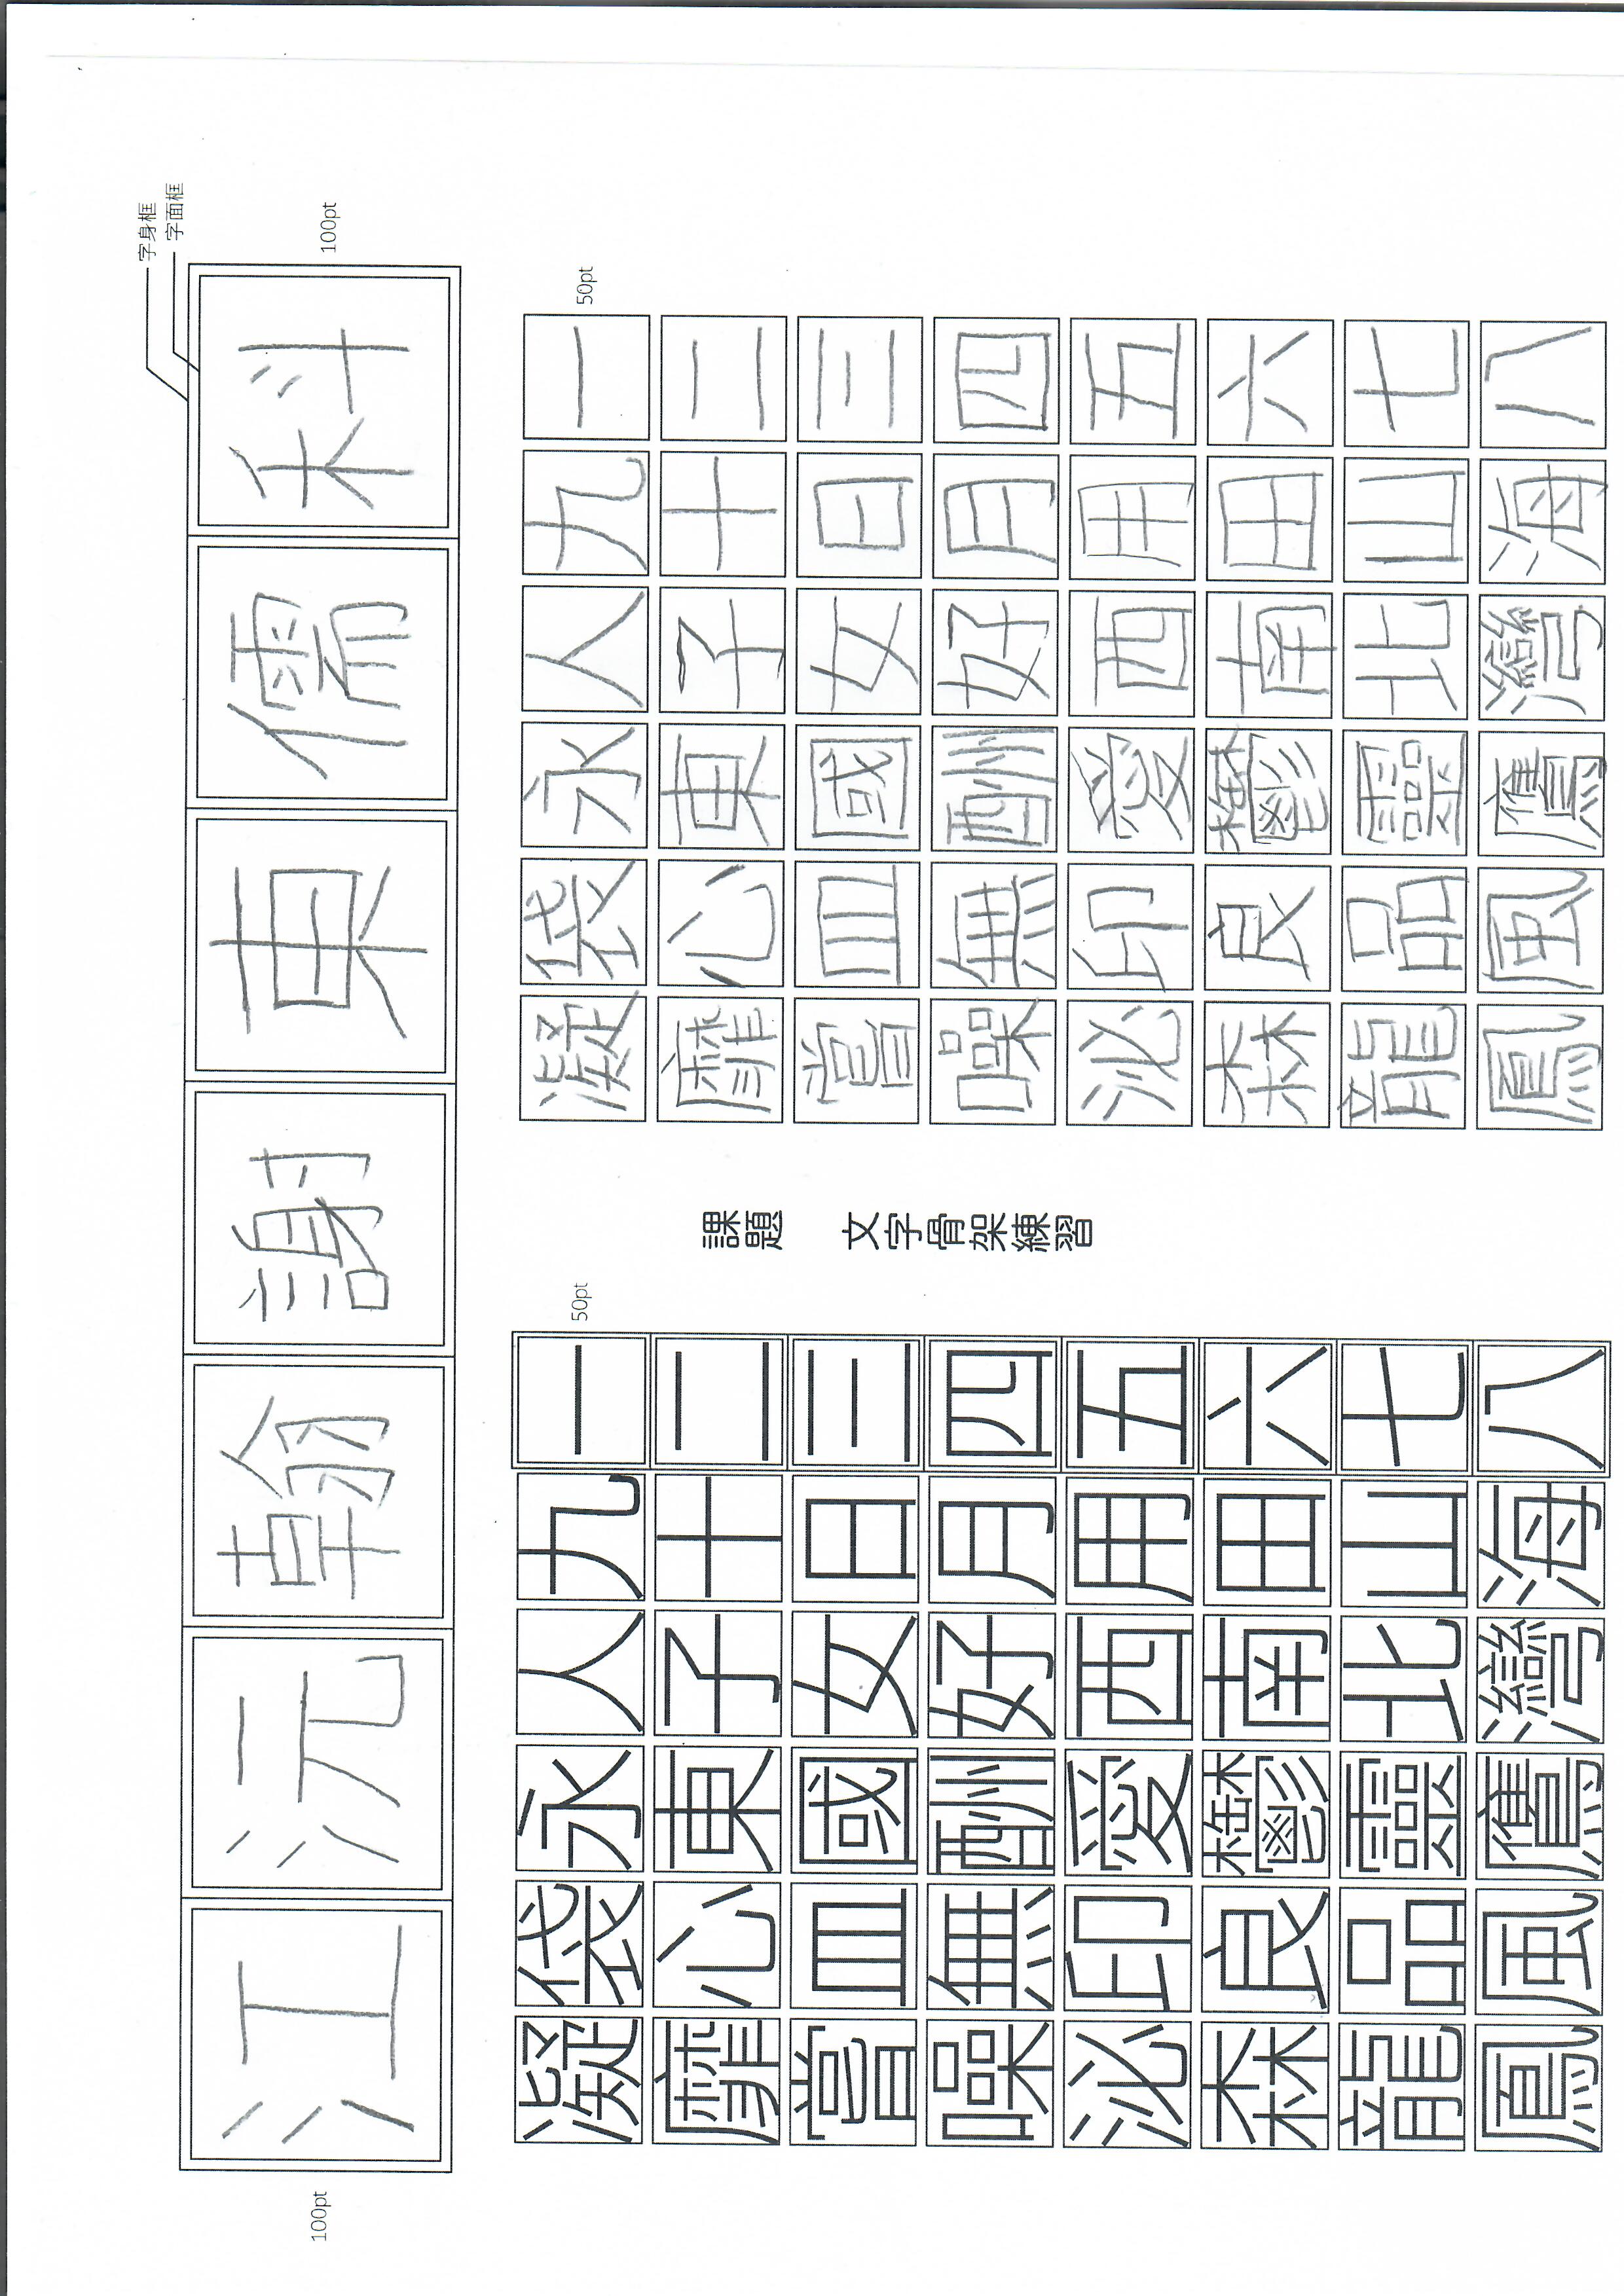 字身框
字面框
江沅翰謝東儒科
100pt
100pt
課題 文字骨架練習
50pt
一二三四五六七八
九十日月用田山海
人子女好西南北灣
永東國酬愛鬱靈鷹
袋心皿無印良品風
凝靡嘗噪泌森龍鳳
50pt
一二三四五六七八
九十日月用田山海
人子女好西南北灣
永東國酬愛鬱靈鷹
袋心皿無印良品風
凝靡嘗噪泌森龍鳳